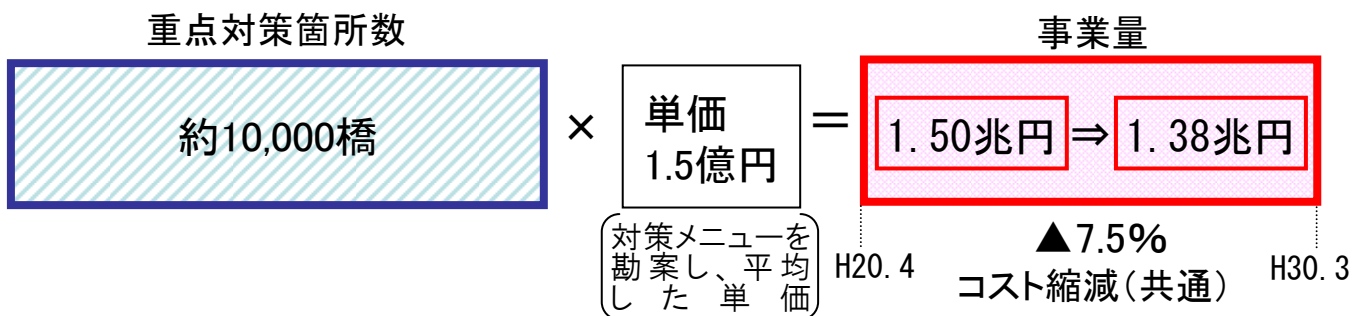 重点対策箇所数
事業量
約10,000橋
×
単価
1.5億円
＝
1.50兆円⇒1.38兆円
対策メニューを
勘案し、平均
した単価
H20.4
▲7.5%
コスト縮減（共通）
H30.3